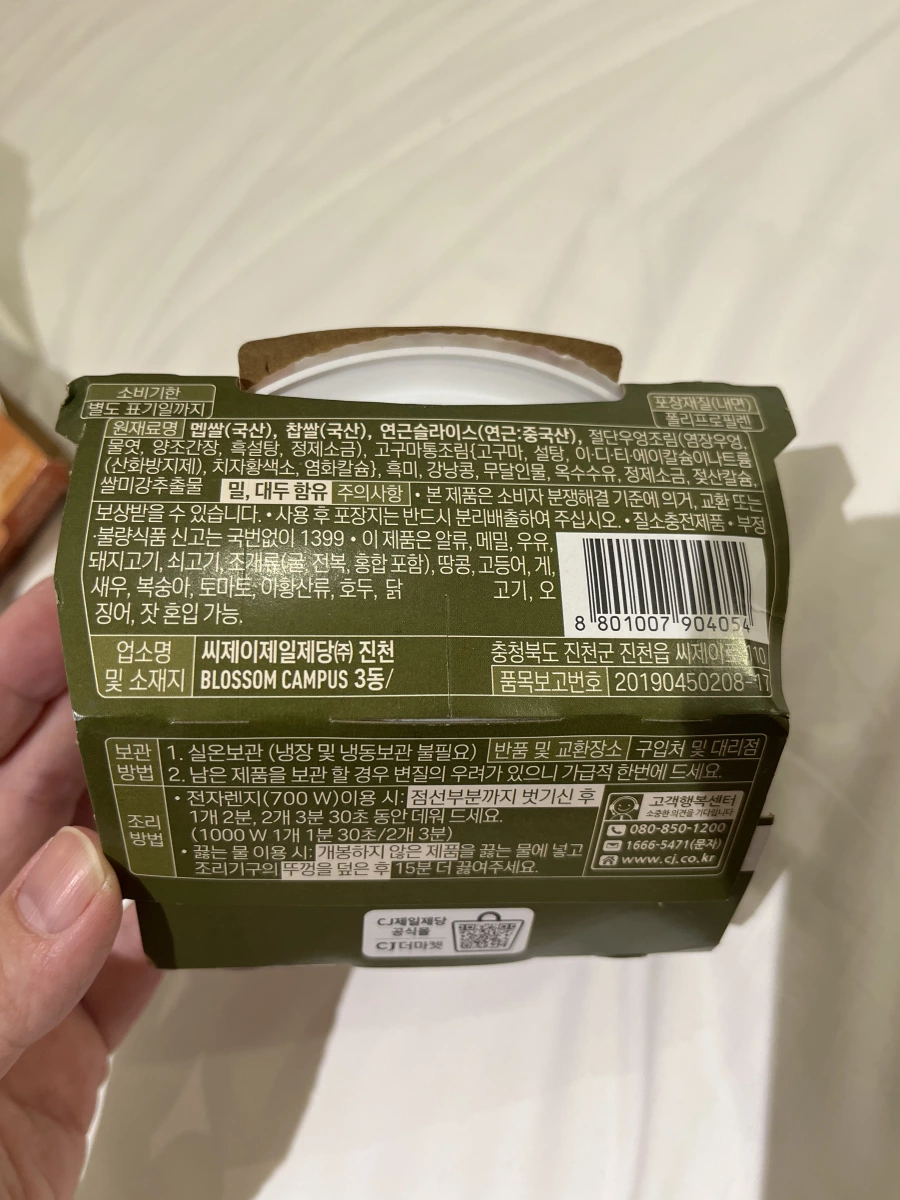 소비기한
별도 표기일까지
포장재질(내면)
폴리프로필렌
원재료명 멥쌀(국산), 찹쌀(국산), 연근슬라이스(연근:중국산), 절단우엉조림(염장우엉,
물엿, 양조간장, 흑설탕, 정제소금), 고구마통조림{고구마, 설탕, 이·디·티·에이칼슘이나트륨
(산화방지제), 치자황색소, 염화칼슘}, 흑미, 강낭콩, 무달인물, 옥수수유, 정제소금, 젖산칼슘,
쌀미강추출물 밀, 대두 함유 주의사항 • 본 제품은 소비자 분쟁해결 기준에 의거, 교환 또는
보상받을 수 있습니다. • 사용 후 포장지는 반드시 분리배출하여 주십시오. • 질소충전제품 • 부정
·불량식품 신고는 국번없이 1399 • 이 제품은 알류, 메밀, 우유,
돼지고기, 쇠고기, 조개류(굴, 전복, 홍합 포함), 땅콩, 고등어, 게,
새우, 복숭아, 토마토, 아황산류, 호두, 닭고기, 오
징어, 잣 혼입 가능.
8 801007 904054
업소명
및 소재지
씨제이제일제당㈜ 진천
BLOSSOM CAMPUS 3동/
충청북도 진천군 진천읍 씨제이로 110
품목보고번호 20190450208-17
보관
방법
1. 실온보관 (냉장 및 냉동보관 불필요) 반품 및 교환장소 구입처 및 대리점
2. 남은 제품을 보관 할 경우 변질의 우려가 있으니 가급적 한번에 드세요.
조리
방법
• 전자렌지(700 W)이용 시: 점선부분까지 벗기신 후
1개 2분, 2개 3분 30초 동안 데워 드세요.
(1000 W 1개 1분 30초/2개 3분)
• 끓는 물 이용 시: 개봉하지 않은 제품을 끓는 물에 넣고
조리기구의 뚜껑을 덮은 후 15분 더 끓여주세요.
고객행복센터
소중한 의견을 기다립니다
080-850-1200
1666-5471(문자)
www.cj.co.kr
CJ제일제당
공식몰
CJ더마켓